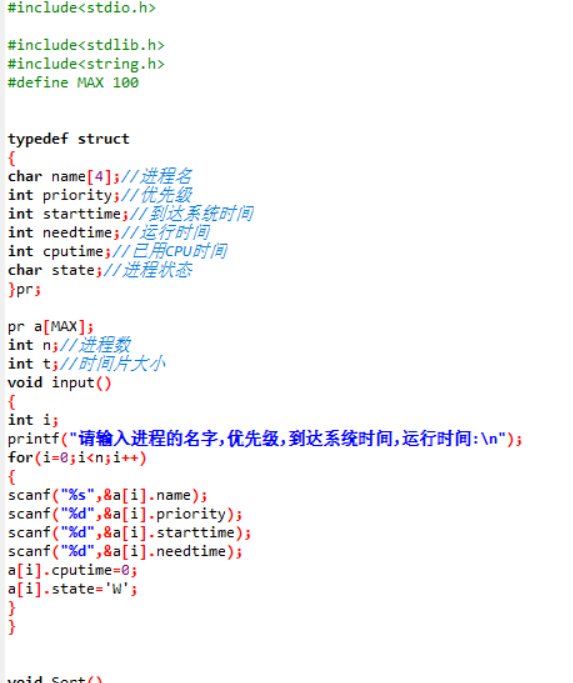 #include<stdio.h>
#include<stdlib.h>
#include<string.h>
#define MAX 100
typedef struct
{
char name[4];//进程名
int priority;//优先级
int starttime;//到达系统时间
int needtime;//运行时间
int cputime;//已用CPU时间
char state;//进程状态
}pr;
pr a[MAX];
int n;//进程数
int t;//时间片大小
void input()
{
int i;
printf("请输入进程的名字,优先级,到达系统时间,运行时间:\n");
for(i=0;i<n;i++)
{
scanf("%s",&a[i].name);
scanf("%d",&a[i].priority);
scanf("%d",&a[i].starttime);
scanf("%d",&a[i].needtime);
a[i].cputime=0;
a[i].state='W';
}
}
void Sort()